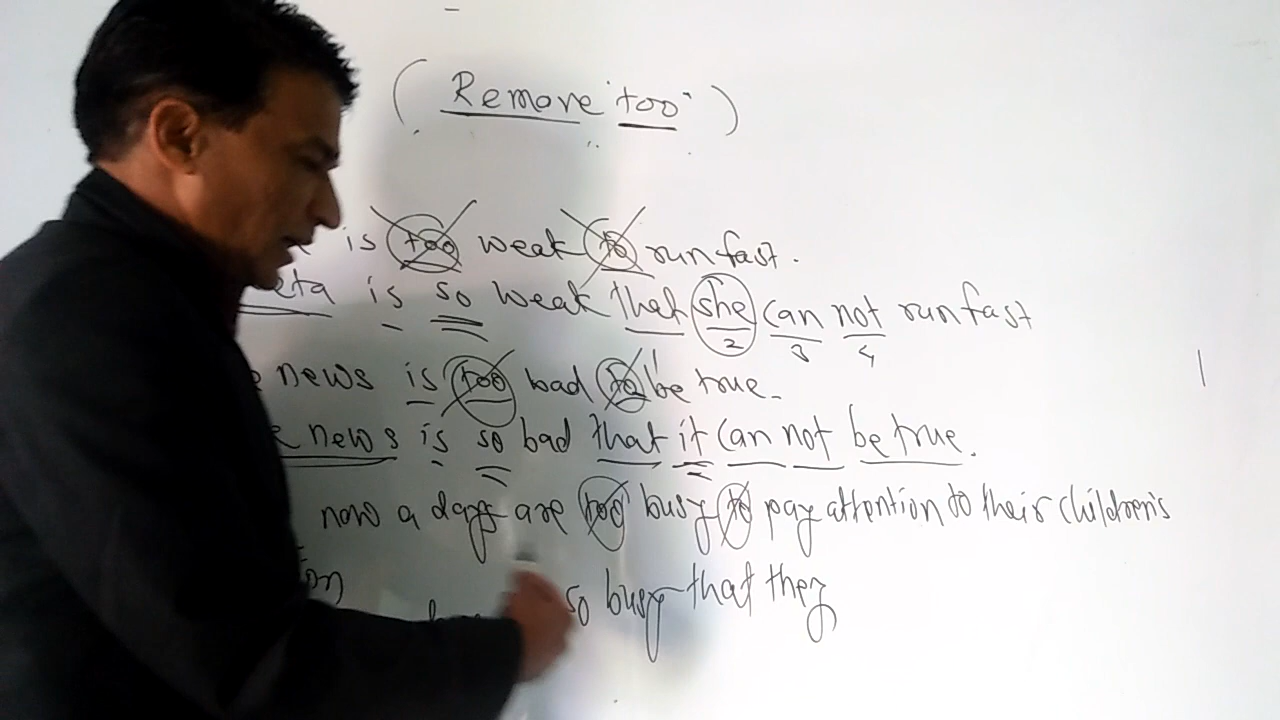 ( Remove "too" )
is too weak to run fast.
eta is so weak that she can not run fast
2 3 4
news is too bad to be true.
e news is so bad that it can not be true.
now a days are too busy to pay attention to their children's
so busy that they